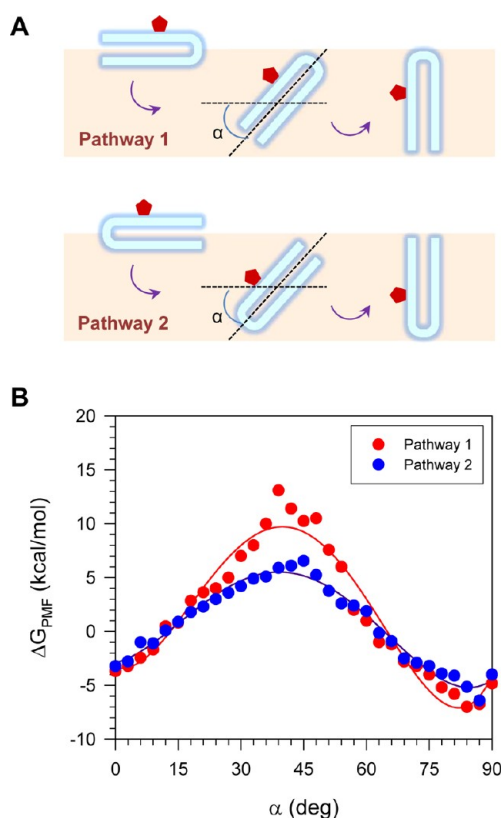 A
α
Pathway 1
α
Pathway 2
B
20
15
10
5
0
-5
-10
ΔG_PMF (kcal/mol)
Pathway 1
Pathway 2
0
15
30
45
60
75
90
α (deg)